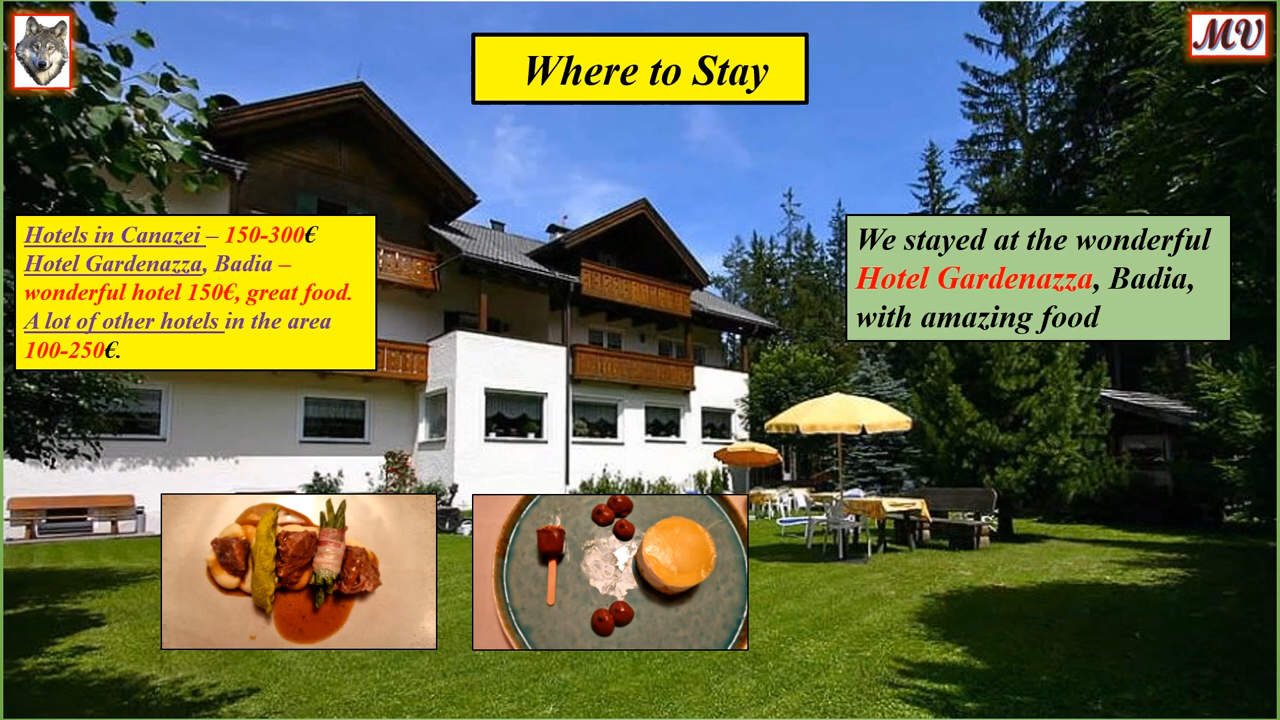 MV
Where to Stay
Hotels in Canazei – 150-300€
Hotel Gardenazza, Badia –
wonderful hotel 150€, great food.
A lot of other hotels in the area
100-250€.
We stayed at the wonderful
Hotel Gardenazza, Badia,
with amazing food